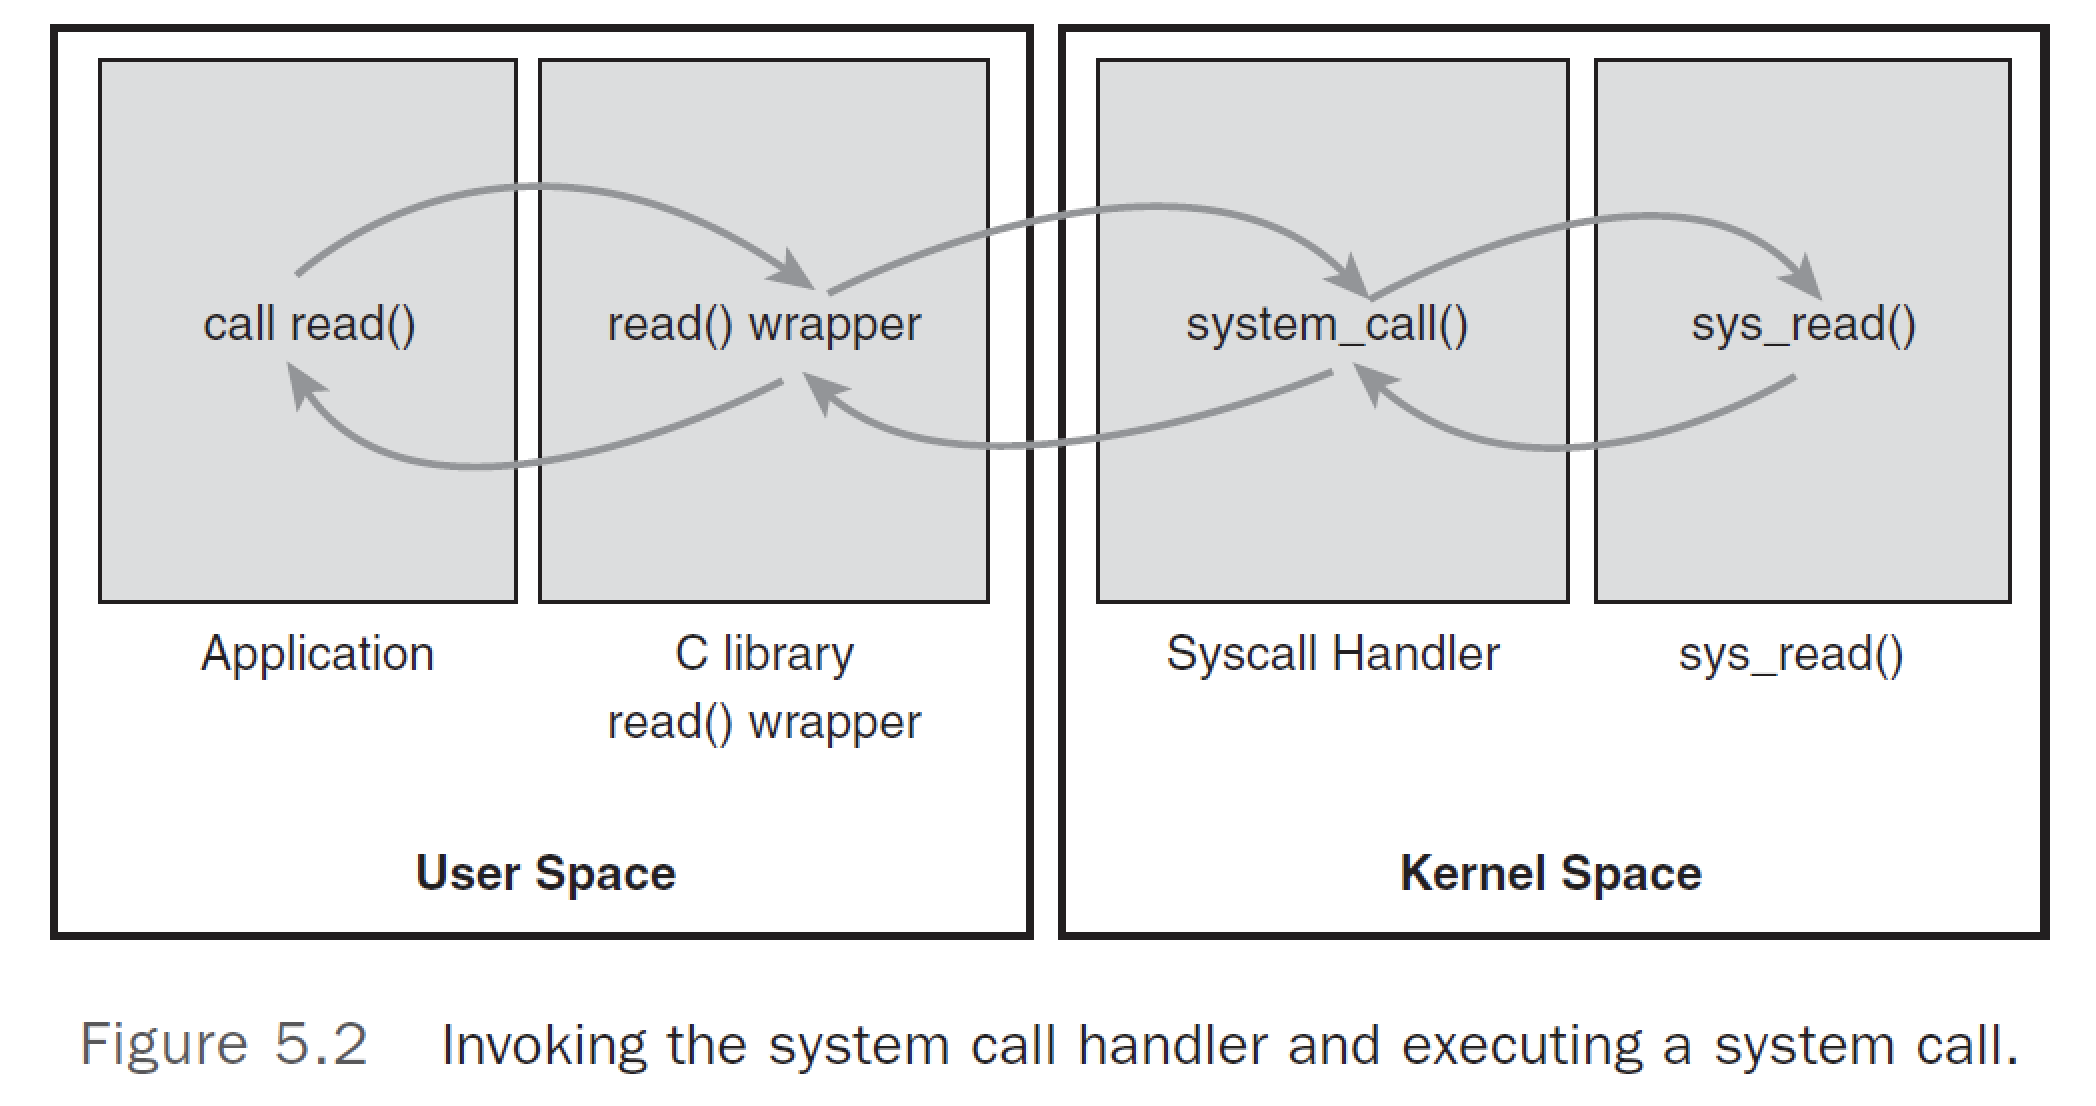 call read()
read() wrapper
system_call()
sys_read()
Application
C library
read() wrapper
Syscall Handler
sys_read()
User Space
Kernel Space
Figure 5.2 Invoking the system call handler and executing a system call.